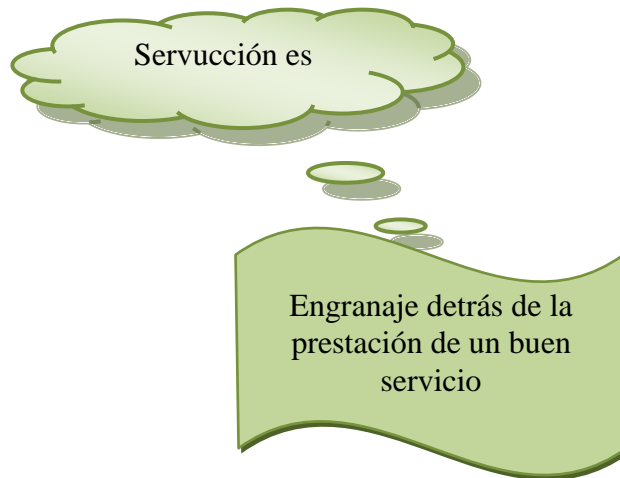 Servucción es
Engranaje detrás de la
prestación de un buen
servicio